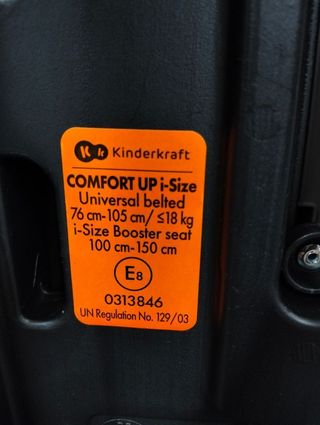 Kk Kinderkraft
COMFORT UP i-Size
Universal belted
76 cm-105 cm/ ≤18 kg
i-Size Booster seat
100 cm-150 cm
E8
0313846
UN Regulation No. 129/03